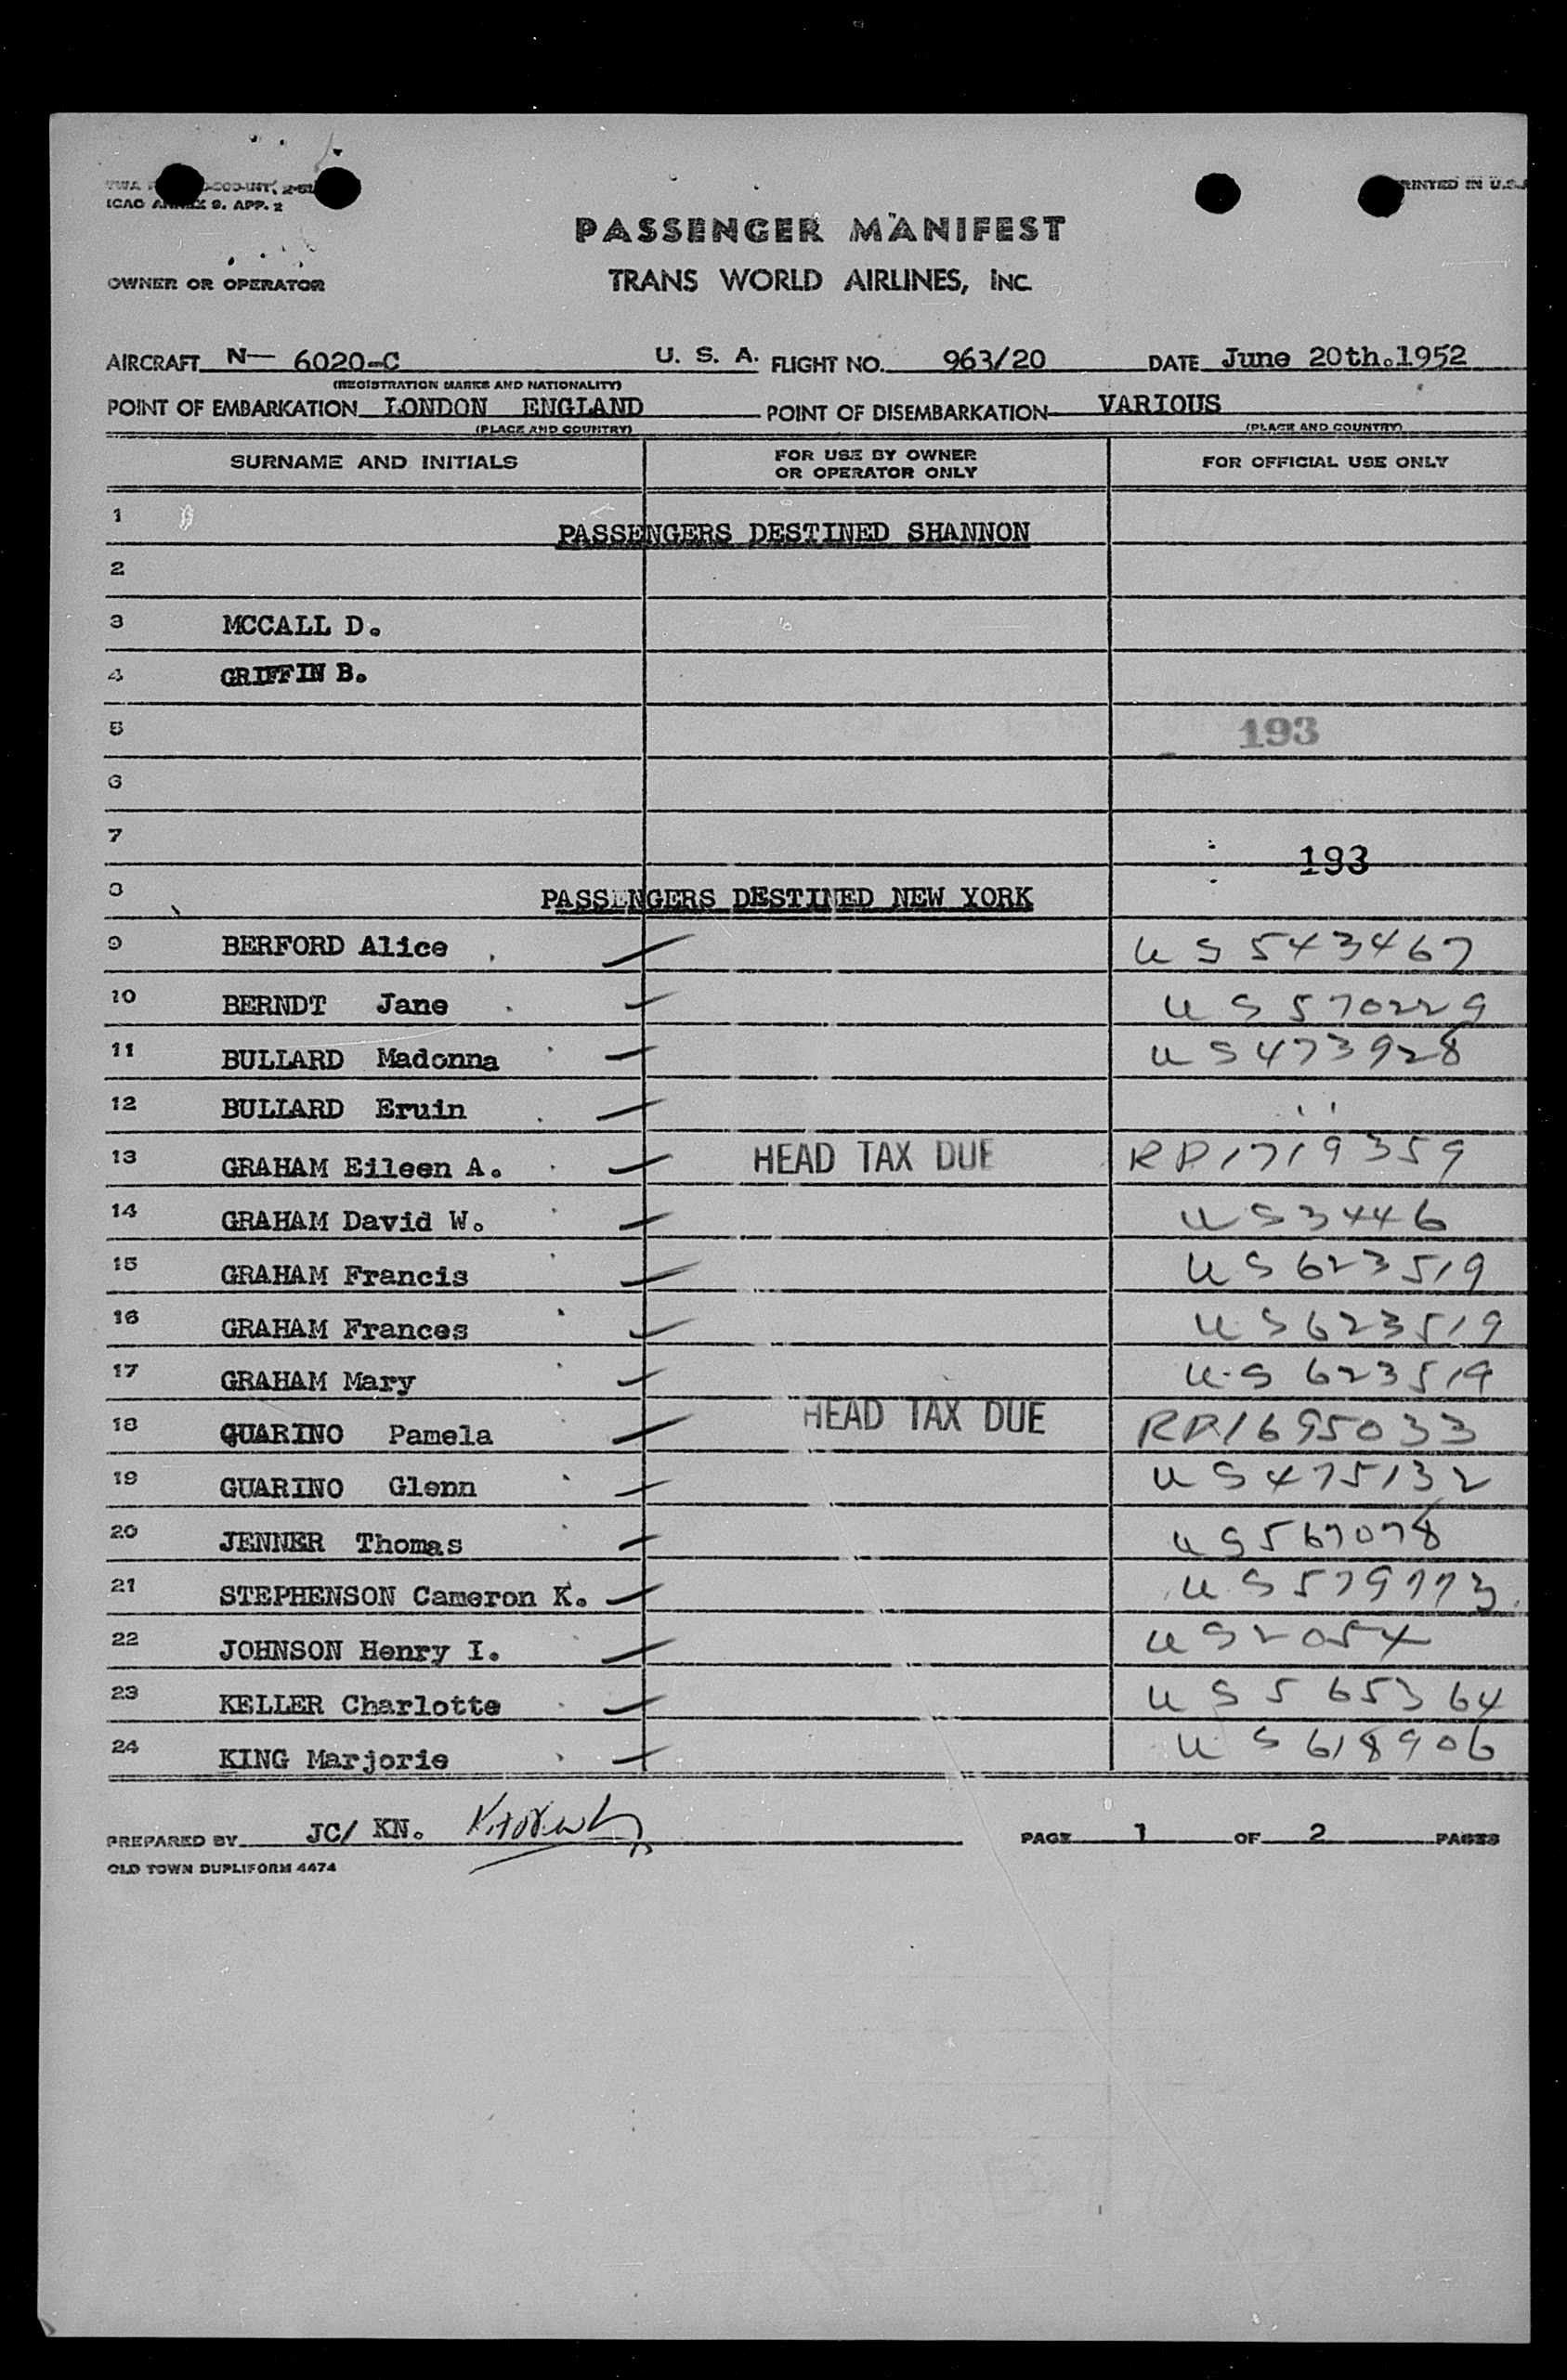 ICAO ANNEX 9. APP. 2
PRINTED IN U.S.A
PASSENGER MANIFEST
OWNER OR OPERATOR
TRANS WORLD AIRLINES, INC.
AIRCRAFT N— 6020-C U. S. A. FLIGHT NO. 963/20 DATE June 20th.1952
(REGISTRATION MARKS AND NATIONALITY)
POINT OF EMBARKATION LONDON ENGLAND POINT OF DISEMBARKATION VARIOUS
(PLACE AND COUNTRY) (PLACE AND COUNTRY)
SURNAME AND INITIALS FOR USE BY OWNER OR OPERATOR ONLY FOR OFFICIAL USE ONLY
1 PASSENGERS DESTINED SHANNON
2
3 MCCALL D.
4 GRIFFIN B.
5 193
6
7 193
8 PASSENGERS DESTINED NEW YORK
9 BERFORD Alice US 543467
10 BERNDT Jane US 570229
11 BULLARD Madonna US 473928
12 BULLARD Eruin ''
13 GRAHAM Eileen A. HEAD TAX DUE RP1719359
14 GRAHAM David W. US 3446
15 GRAHAM Francis US 623519
16 GRAHAM Frances US 623519
17 GRAHAM Mary US 623519
18 GUARINO Pamela HEAD TAX DUE RP1695033
19 GUARINO Glenn US 475132
20 JENNER Thomas US 567078
21 STEPHENSON Cameron K. US 579773
22 JOHNSON Henry I. US 2054
23 KELLER Charlotte US 565364
24 KING Marjorie US 618906
PREPARED BY JC/ KN. PAGE 1 OF 2 PAGES
OLD TOWN DUPLIFORM 4474